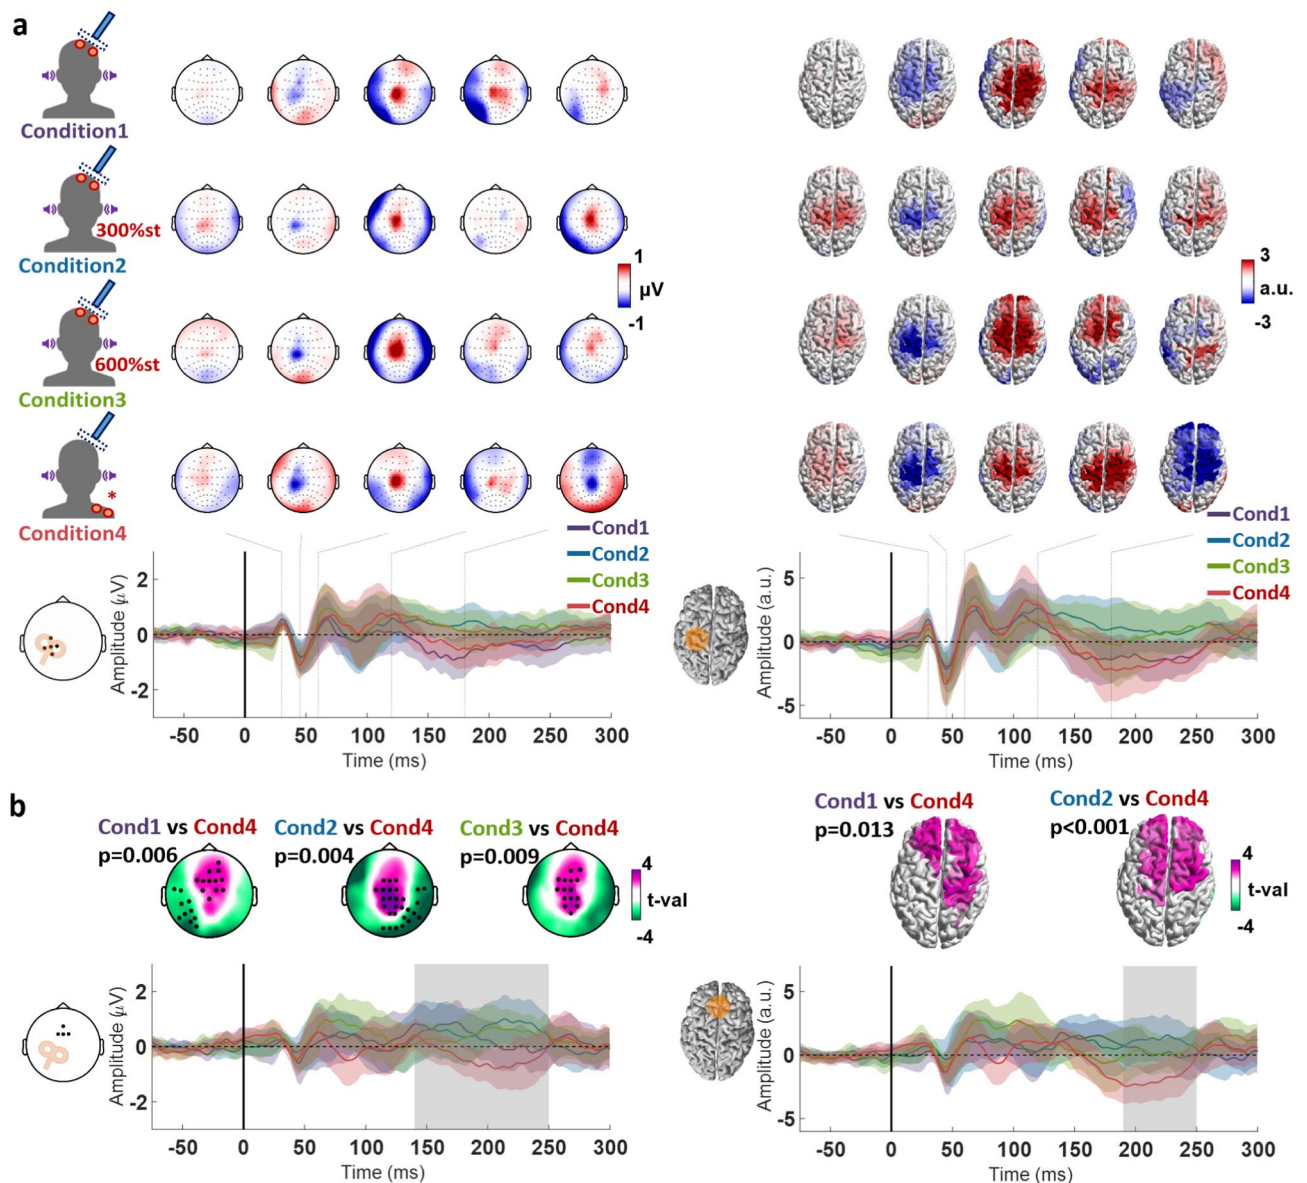 a
Condition1
300%st
Condition2
600%st
Condition3
*
Condition4
1
µV
-1
3
a.u.
-3
Cond1
Cond2
Cond3
Cond4
Amplitude (µV)
2
0
-2
-50 0 50 100 150 200 250 300
Time (ms)
Cond1
Cond2
Cond3
Cond4
Amplitude (a.u.)
5
0
-5
-50 0 50 100 150 200 250 300
Time (ms)
b
Cond1 vs Cond4
p=0.006
Cond2 vs Cond4
p=0.004
Cond3 vs Cond4
p=0.009
4
t-val
-4
Cond1 vs Cond4
p=0.013
Cond2 vs Cond4
p<0.001
4
t-val
-4
Amplitude (µV)
2
0
-2
-50 0 50 100 150 200 250 300
Time (ms)
Amplitude (a.u.)
5
0
-5
-50 0 50 100 150 200 250 300
Time (ms)